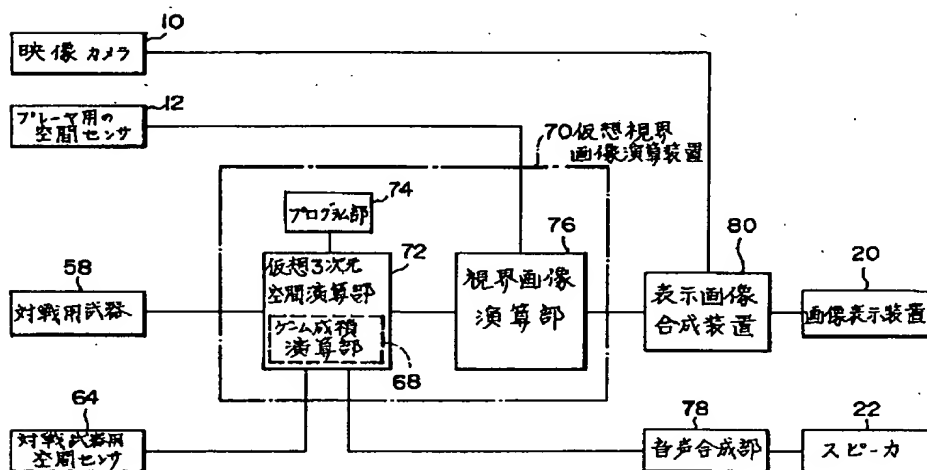 10
映像カメラ
12
プレーヤ用の
空間センサ
70仮想視界
画像演算装置
74
プログラム部
72
仮想3次元
空間演算部
ゲーム成積
演算部
68
76
視界画像
演算部
80
表示画像
合成装置
20
画像表示装置
58
対戦用武器
64
対戦武器用
空間センサ
78
音声合成部
22
スピーカ